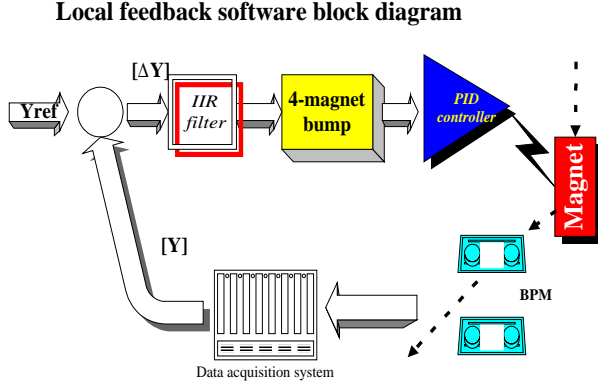 Local feedback software block diagram
[ΔY]
Yref
IIR
filter
4-magnet
bump
PID
controller
Magnet
[Y]
BPM
Data acquisition system